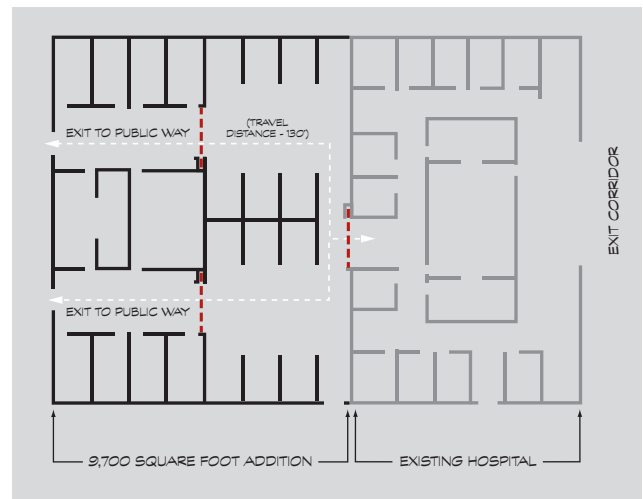 EXIT TO PUBLIC WAY
(TRAVEL
DISTANCE - 130')
EXIT CORRIDOR
EXIT TO PUBLIC WAY
9,700 SQUARE FOOT ADDITION
EXISTING HOSPITAL